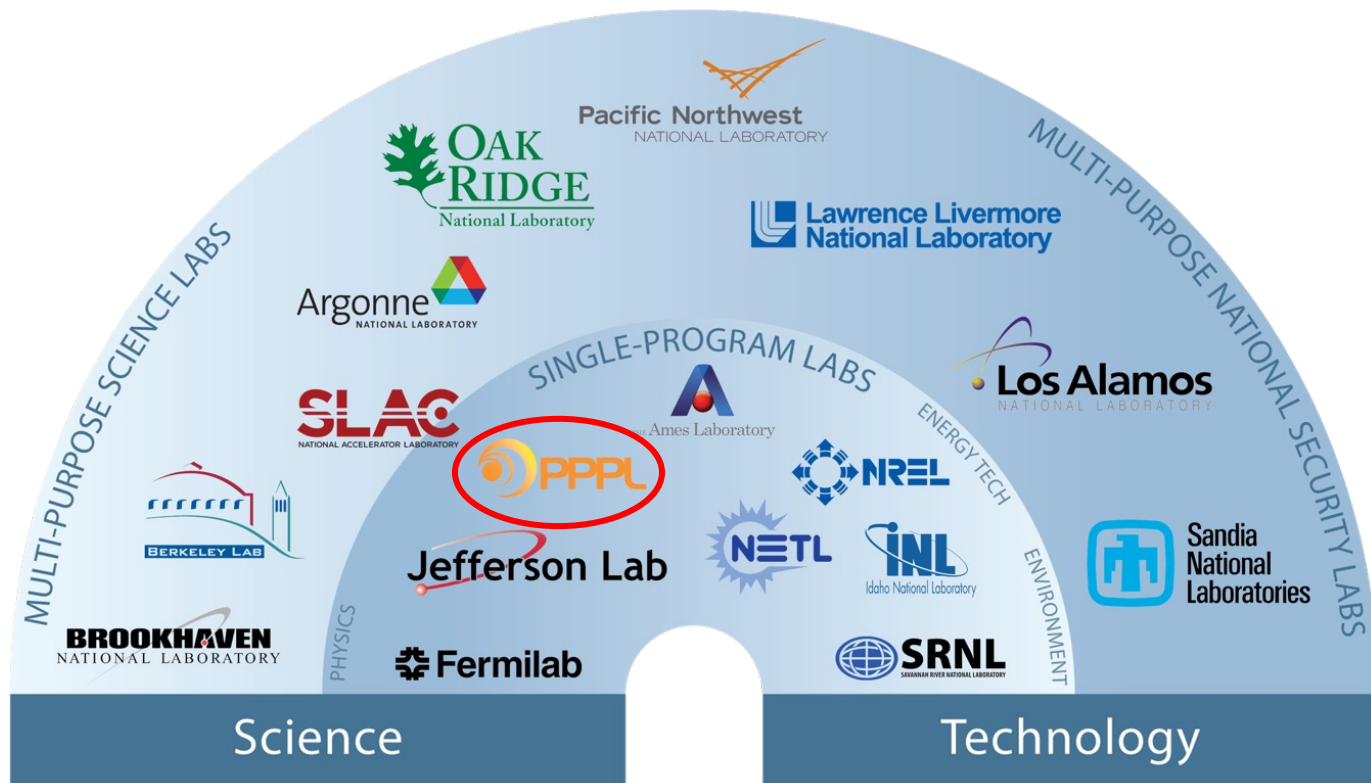 Pacific Northwest
NATIONAL LABORATORY
OAK
RIDGE
National Laboratory
Lawrence Livermore
National Laboratory
MULTI-PURPOSE SCIENCE LABS
MULTI-PURPOSE NATIONAL SECURITY LABS
Argonne
NATIONAL LABORATORY
SINGLE-PROGRAM LABS
Los Alamos
NATIONAL LABORATORY
SLAC
NATIONAL ACCELERATOR LABORATORY
THE Ames Laboratory
ENERGY TECH
PPPL
NREL
BERKELEY LAB
Jefferson Lab
NETL
INL
Idaho National Laboratory
ENVIRONMENT
Sandia
National
Laboratories
BROOKHAVEN
NATIONAL LABORATORY
PHYSICS
Fermilab
SRNL
SAVANNAH RIVER NATIONAL LABORATORY
Science
Technology